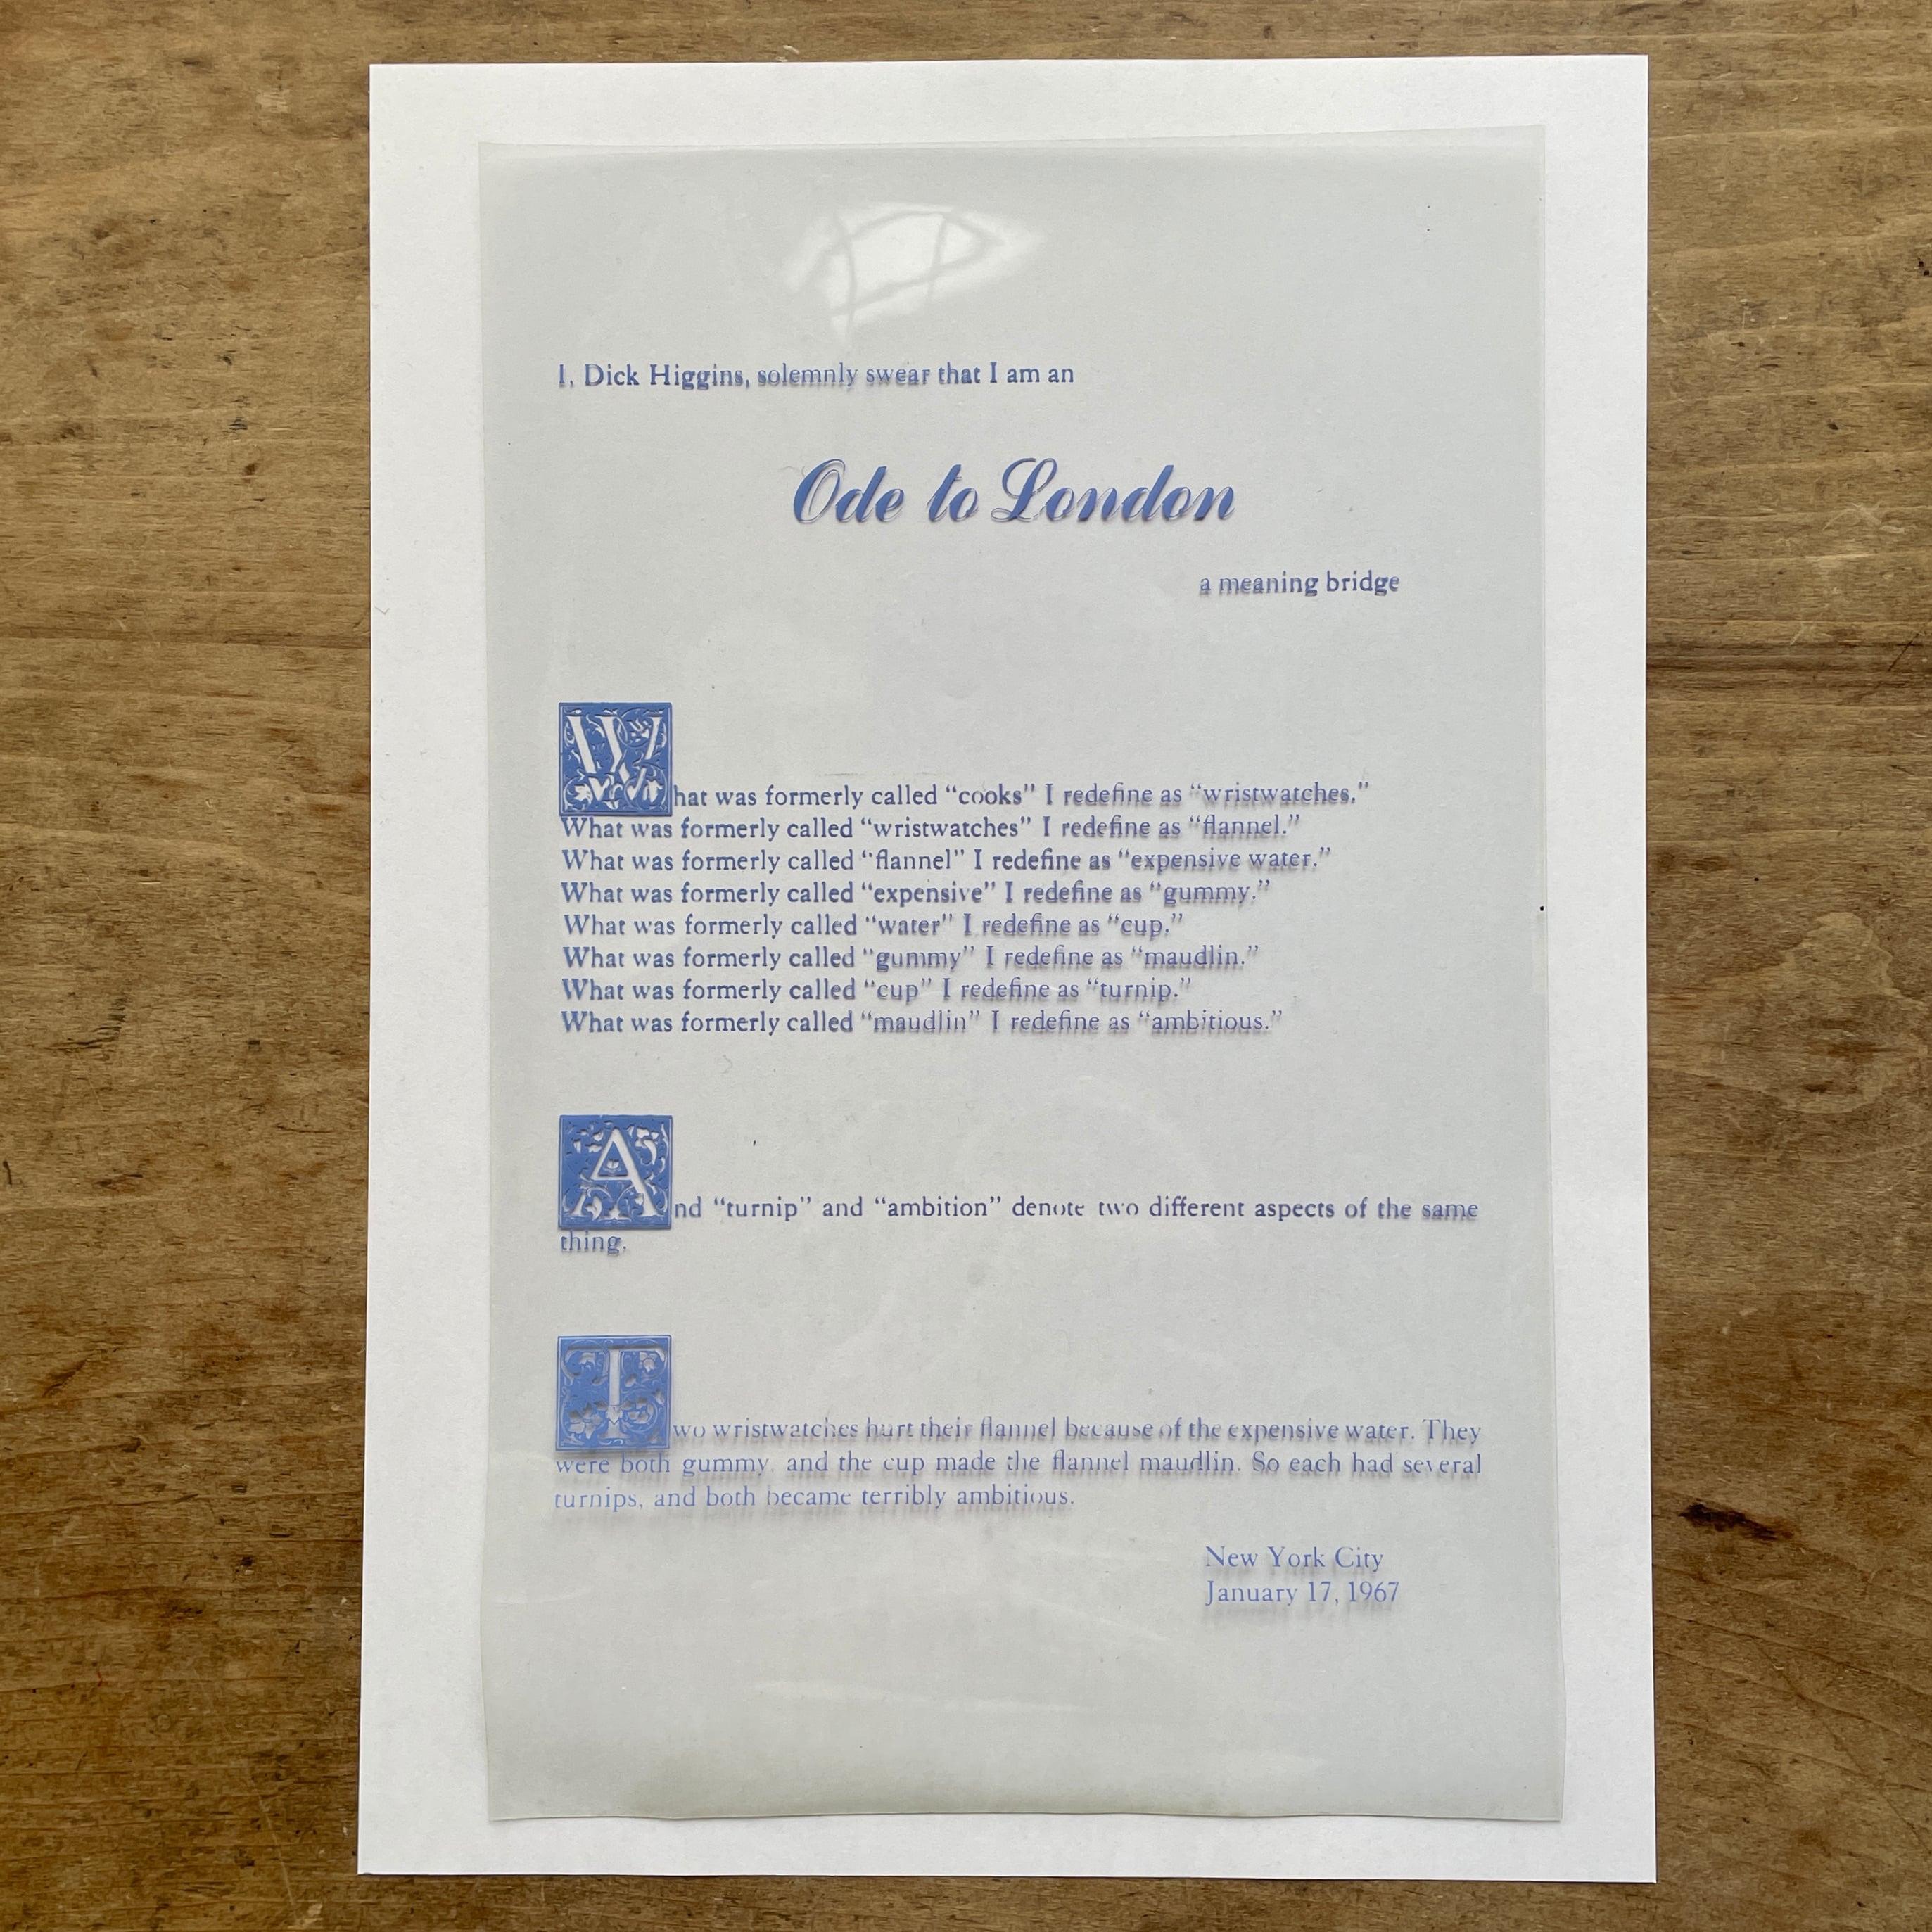 I, Dick Higgins, solemnly swear that I am an
Ode to London
a meaning bridge
What was formerly called “cooks” I redefine as “wristwatches.”
What was formerly called “wristwatches” I redefine as “flannel.”
What was formerly called “flannel” I redefine as “expensive water.”
What was formerly called “expensive” I redefine as “gummy.”
What was formerly called “water” I redefine as “cup.”
What was formerly called “gummy” I redefine as “maudlin.”
What was formerly called “cup” I redefine as “turnip.”
What was formerly called “maudlin” I redefine as “ambitious.”
And “turnip” and “ambition” denote two different aspects of the same
thing.
Two wristwatches hurt their flannel because of the expensive water. They
were both gummy, and the cup made the flannel maudlin. So each had several
turnips, and both became terribly ambitious.
New York City
January 17, 1967